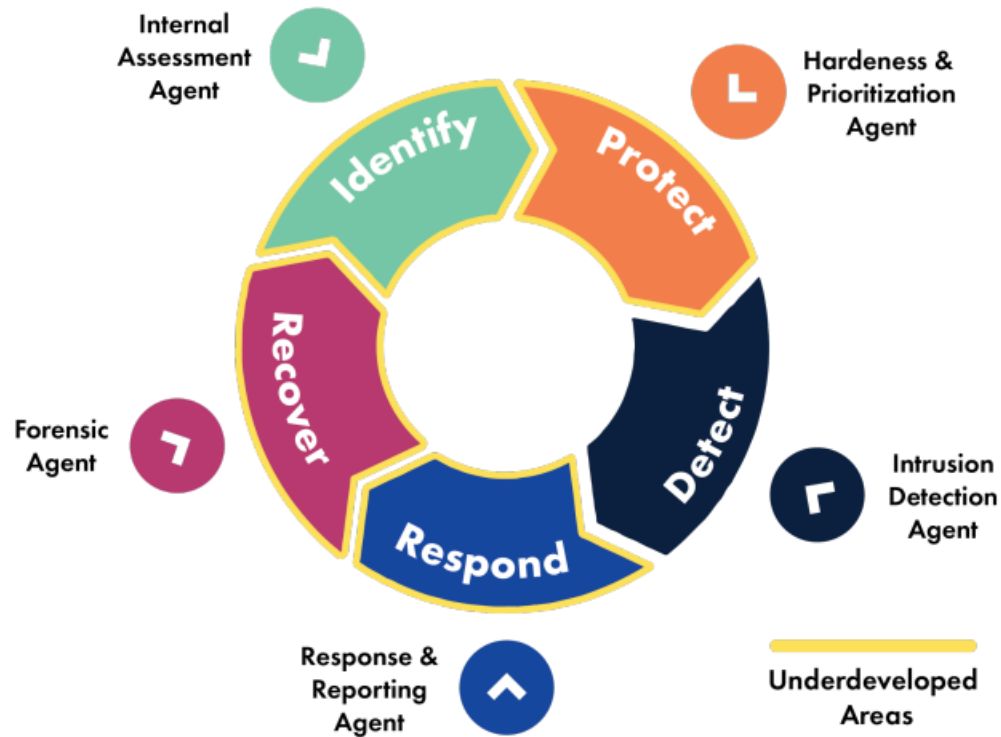 Internal
Assessment
Agent
Hardeness &
Prioritization
Agent
Identify
Protect
Recover
Detect
Forensic
Agent
Intrusion
Detection
Agent
Respond
Response &
Reporting
Agent
Underdeveloped
Areas